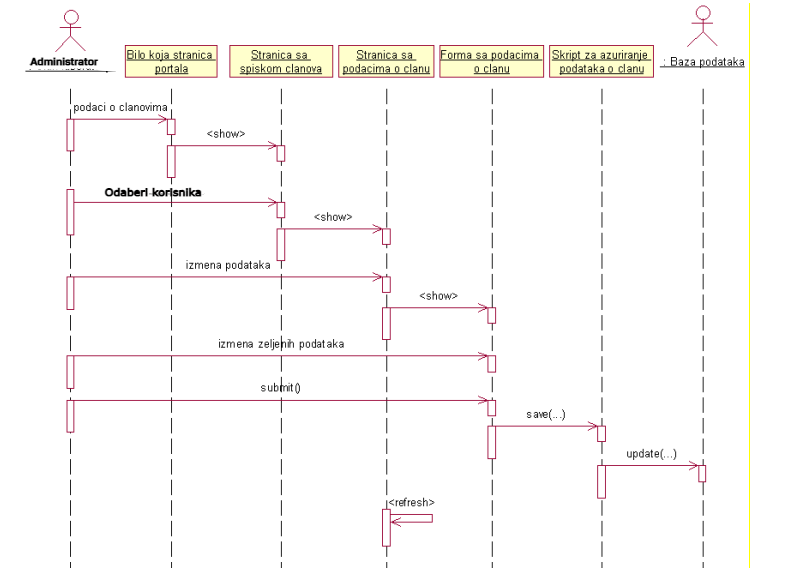 Administrator
Bilo koja stranica
portala
Stranica sa
spiskom clanova
Stranica sa
podacima o clanu
Forma sa podacima
o clanu
Skript za azuriranje
podataka o clanu
: Baza podataka
podaci o clanovima
<show>
Odaberi korisnika
<show>
izmena podataka
<show>
izmena zeljenih podataka
submit()
save(...)
update(...)
<refresh>